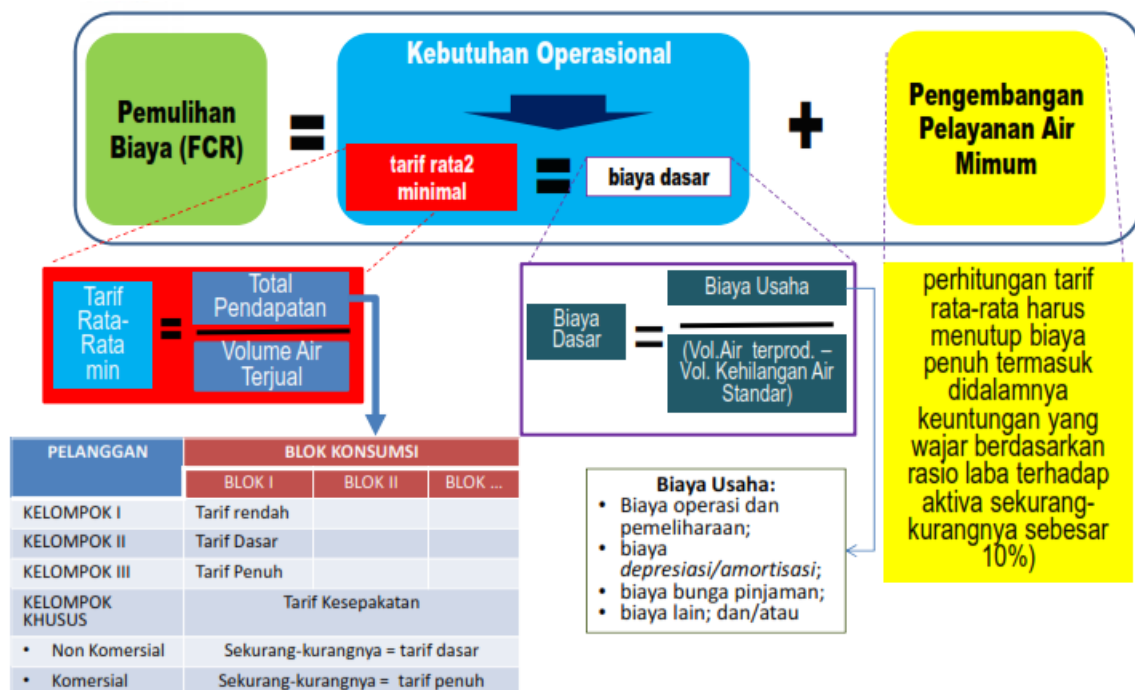 Pemulihan
Biaya (FCR)
=
Kebutuhan Operasional
tarif rata2
minimal
=
biaya dasar
+
Pengembangan
Pelayanan Air
Mimum
Tarif
Rata-
Rata
min
=
Total
Pendapatan
Volume Air
Terjual
Biaya
Dasar
=
Biaya Usaha
(Vol.Air terprod. –
Vol. Kehilangan Air
Standar)
perhitungan tarif
rata-rata harus
menutup biaya
penuh termasuk
didalamnya
keuntungan yang
wajar berdasarkan
rasio laba terhadap
aktiva sekurang-
kurangnya sebesar
10%)
PELANGGAN BLOK KONSUMSI
BLOK I BLOK II BLOK ...
KELOMPOK I Tarif rendah
KELOMPOK II Tarif Dasar
KELOMPOK III Tarif Penuh
KELOMPOK
KHUSUS Tarif Kesepakatan
• Non Komersial Sekurang-kurangnya = tarif dasar
• Komersial Sekurang-kurangnya = tarif penuh
Biaya Usaha:
• Biaya operasi dan
pemeliharaan;
• biaya
depresiasi/amortisasi;
• biaya bunga pinjaman;
• biaya lain; dan/atau